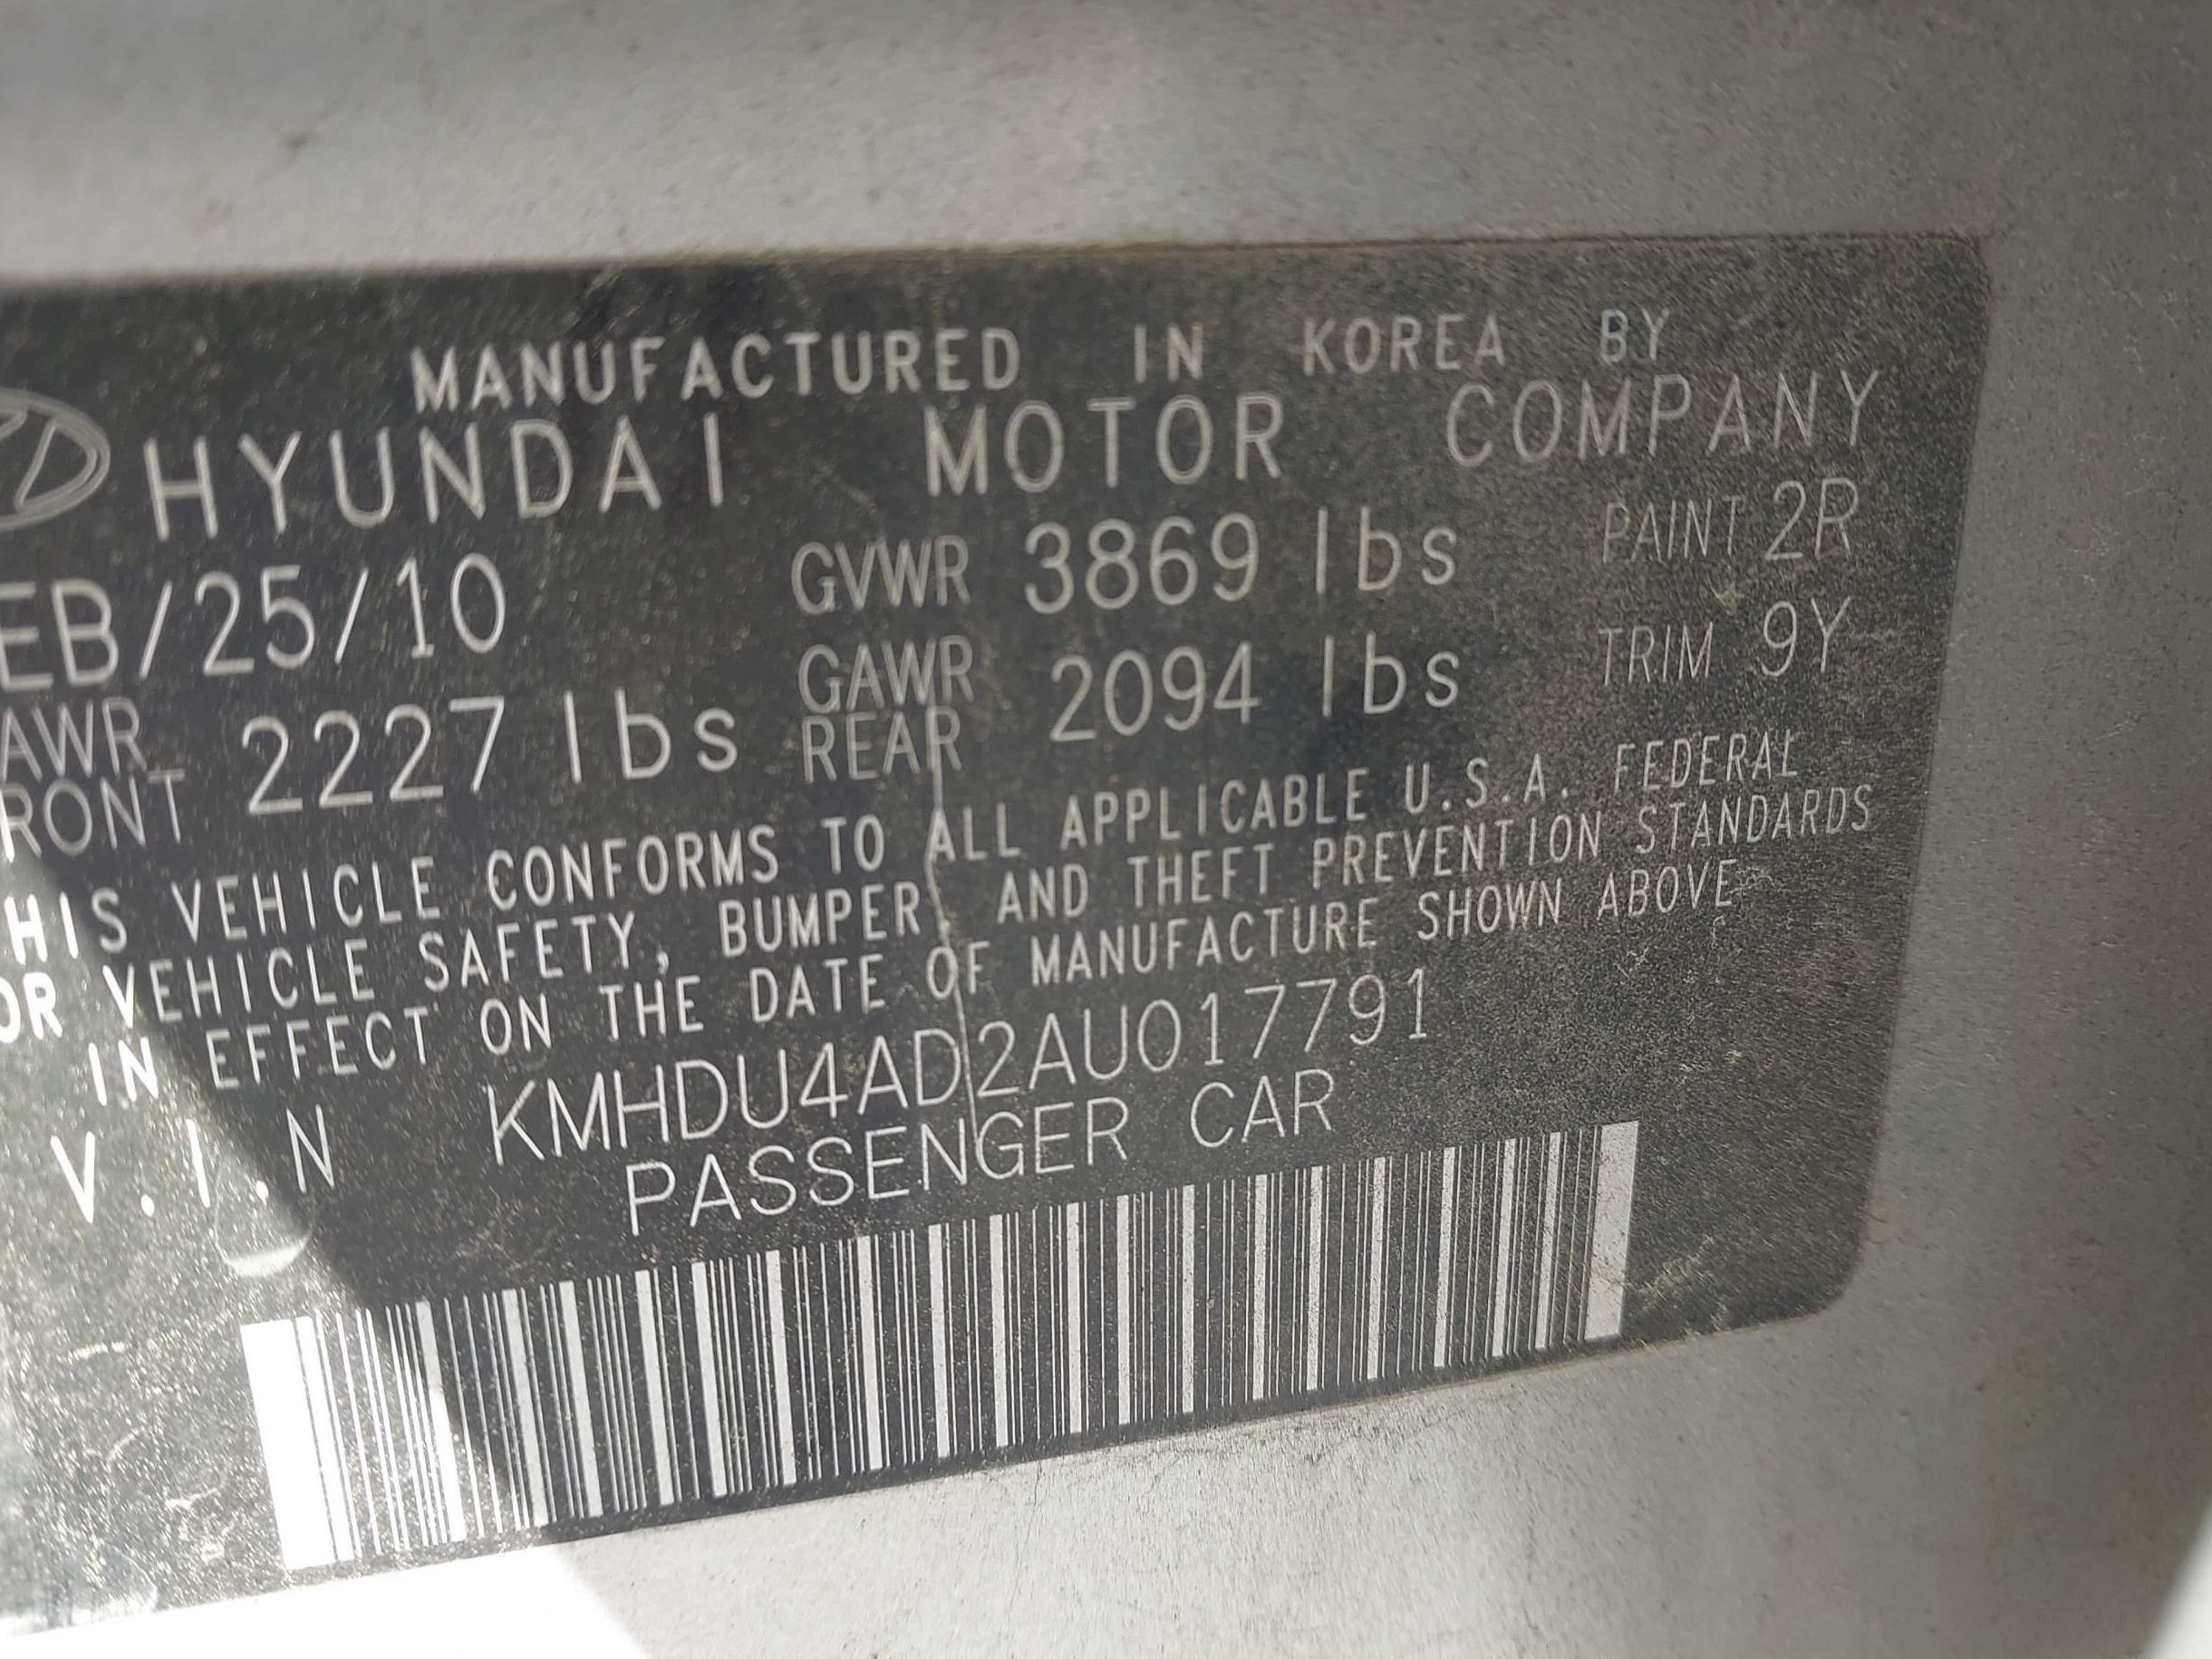 MANUFACTURED IN KOREA BY
HYUNDAI MOTOR COMPANY
EB/25/10 GVWR 3869 lbs PAINT 2R
AWR RONT 2227 lbs GAWR REAR 2094 lbs TRIM 9Y
HIS VEHICLE CONFORMS TO ALL APPLICABLE U.S.A. FEDERAL
OR VEHICLE SAFETY, BUMPER, AND THEFT PREVENTION STANDARDS
IN EFFECT ON THE DATE OF MANUFACTURE SHOWN ABOVE
V.I.N KMHDU4AD2AU017791
PASSENGER CAR